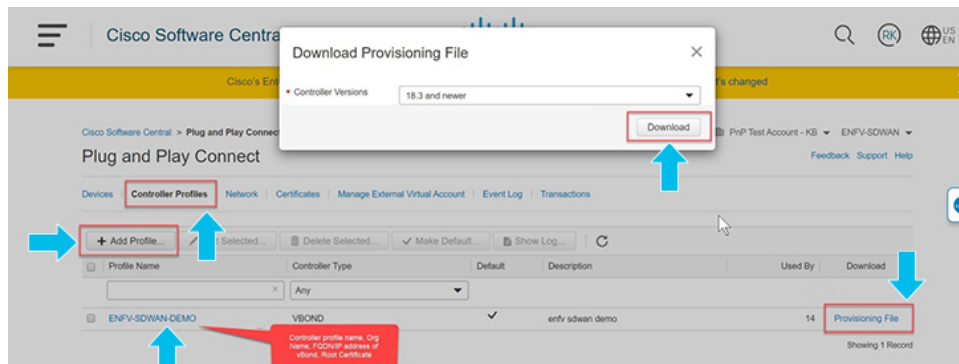 Cisco Software Centra
RK
US
EN
Download Provisioning File
Controller Versions
18.3 and newer
Download
Cisco's Ent
t's changed
Cisco Software Central > Plug and Play Connec
PnP Test Account - KB
ENFV-SDWAN
Plug and Play Connect
Feedback Support Help
Devices
Controller Profiles
Network
Certificates
Manage External Virtual Account
Event Log
Transactions
+ Add Profile...
t Selected...
Delete Selected...
Make Default...
Show Log...
Profile Name
Controller Type
Default
Description
Used By
Download
Any
ENFV-SDWAN-DEMO
VBOND
enfv sdwan demo
14
Provisioning File
Controller profile name, Org
Name, FQDN/IP address of
vBond, Root Certificate
Showing 1 Record